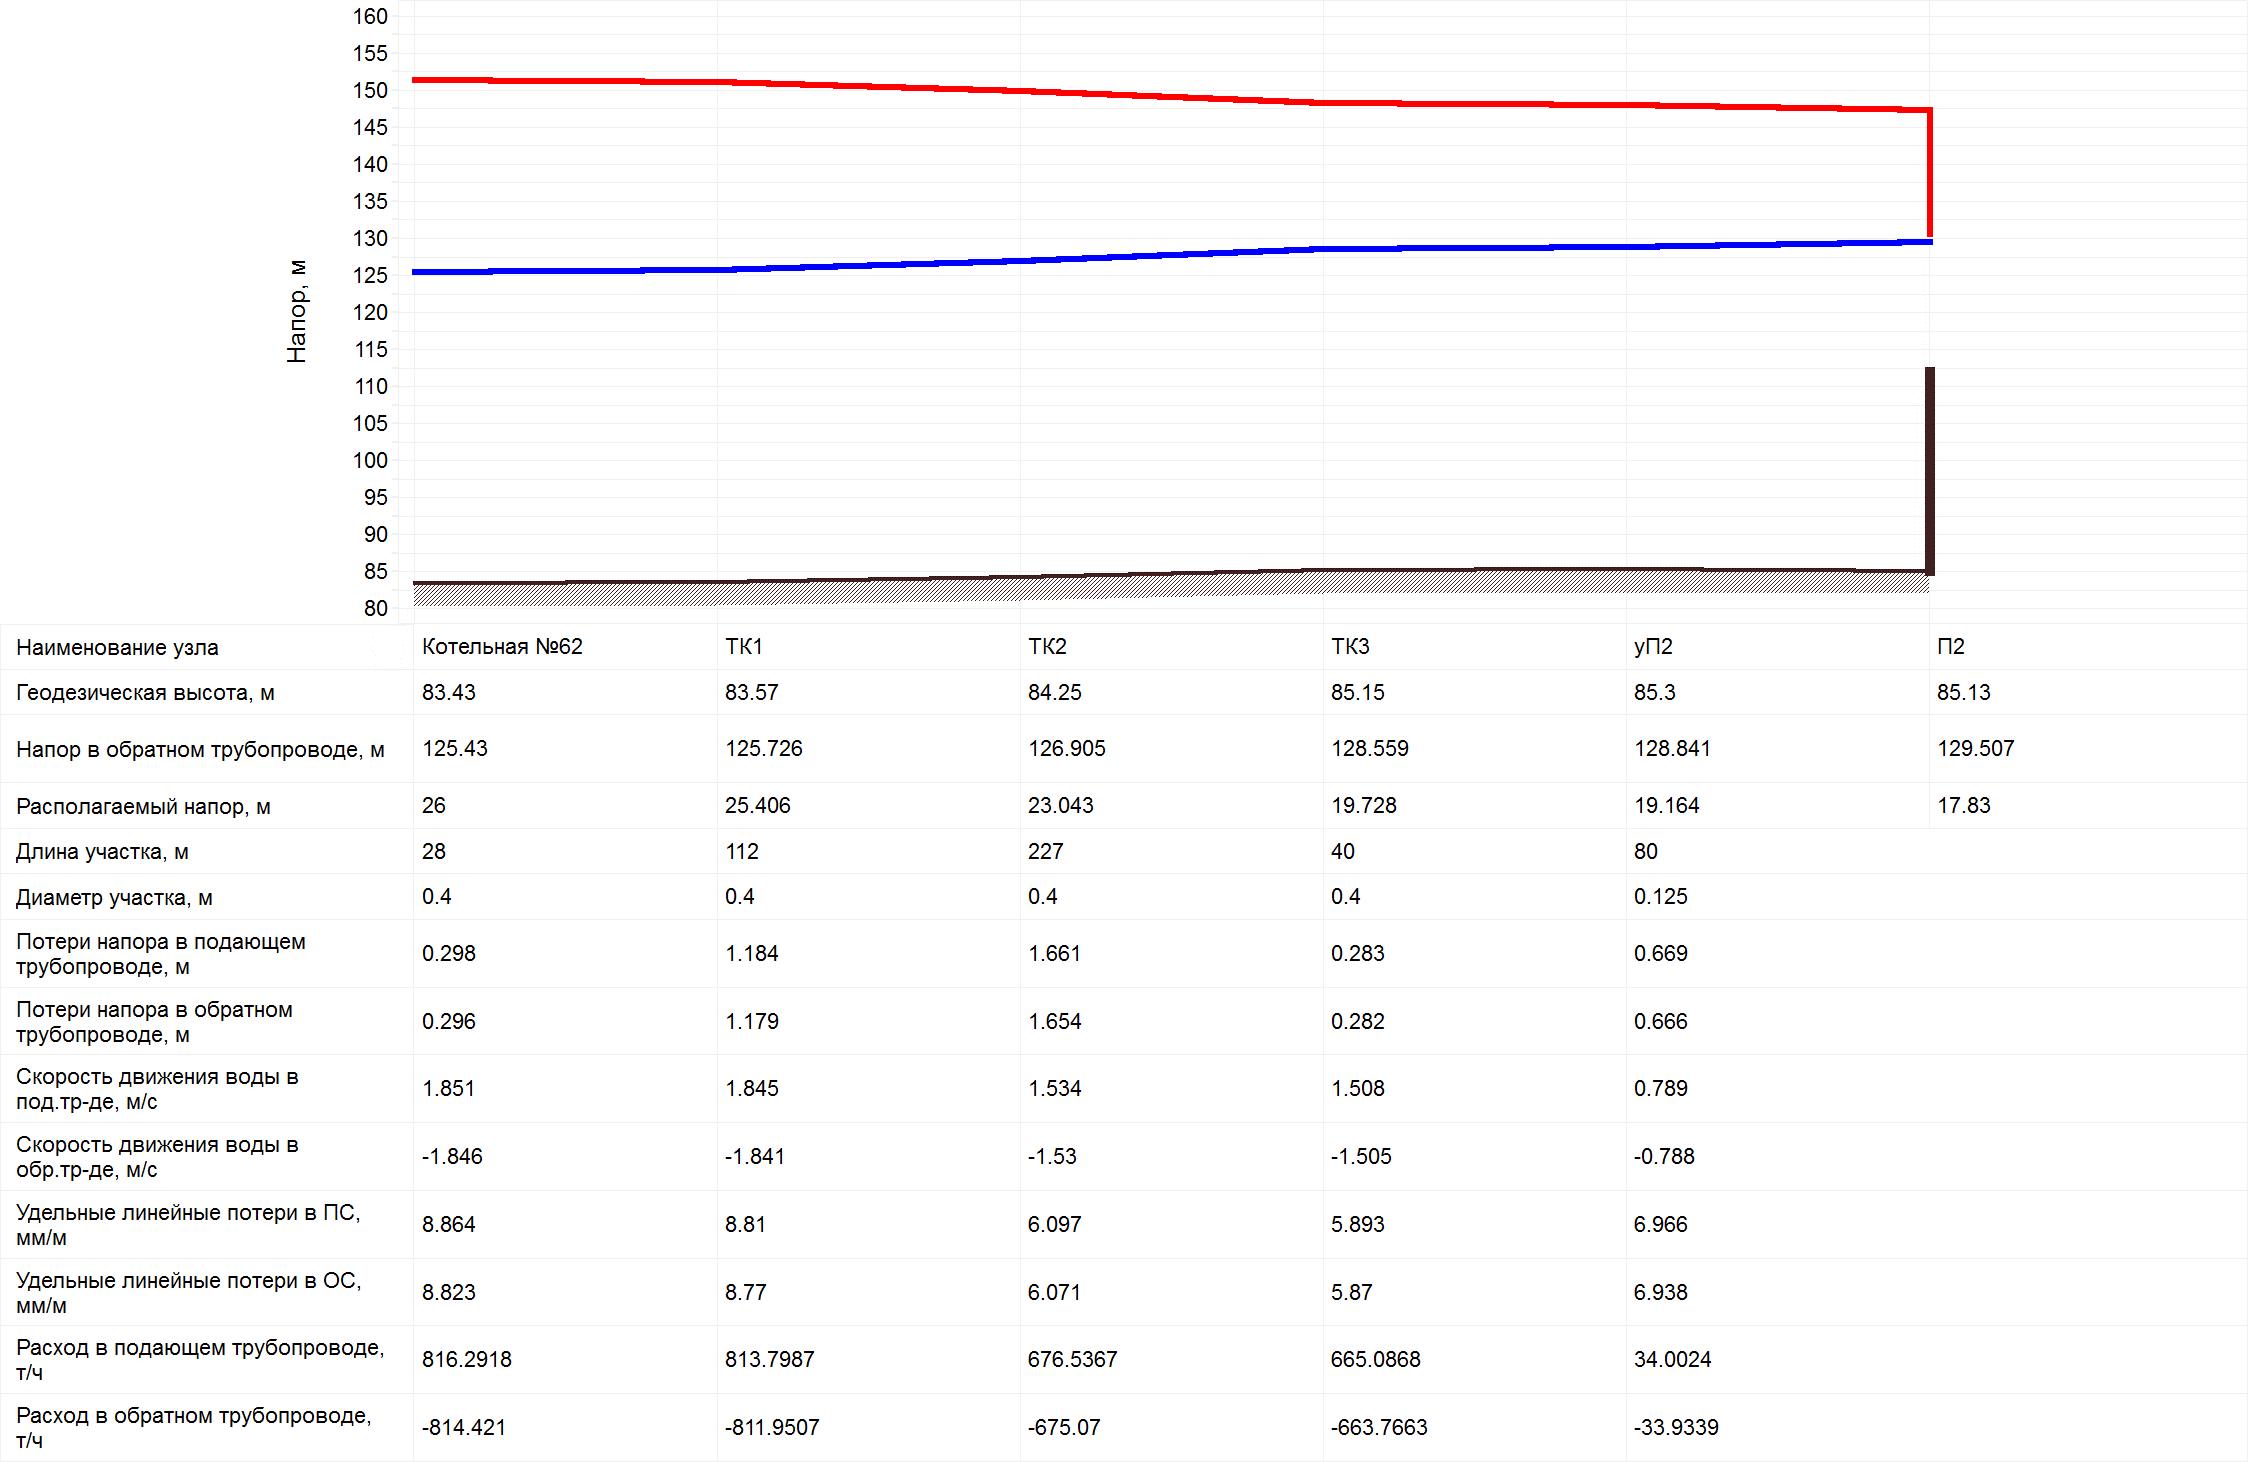 160
155
150
145
140
135
130
125
120
115
110
105
100
95
90
85
80
Напор, м
Наименование узла Котельная №62 ТК1 ТК2 ТК3 уП2 П2
Геодезическая высота, м 83.43 83.57 84.25 85.15 85.3 85.13
Напор в обратном трубопроводе, м 125.43 125.726 126.905 128.559 128.841 129.507
Располагаемый напор, м 26 25.406 23.043 19.728 19.164 17.83
Длина участка, м 28 112 227 40 80
Диаметр участка, м 0.4 0.4 0.4 0.4 0.125
Потери напора в подающем
трубопроводе, м 0.298 1.184 1.661 0.283 0.669
Потери напора в обратном
трубопроводе, м 0.296 1.179 1.654 0.282 0.666
Скорость движения воды в
под.тр-де, м/с 1.851 1.845 1.534 1.508 0.789
Скорость движения воды в
обр.тр-де, м/с -1.846 -1.841 -1.53 -1.505 -0.788
Удельные линейные потери в ПС,
мм/м 8.864 8.81 6.097 5.893 6.966
Удельные линейные потери в ОС,
мм/м 8.823 8.77 6.071 5.87 6.938
Расход в подающем трубопроводе,
т/ч 816.2918 813.7987 676.5367 665.0868 34.0024
Расход в обратном трубопроводе,
т/ч -814.421 -811.9507 -675.07 -663.7663 -33.9339